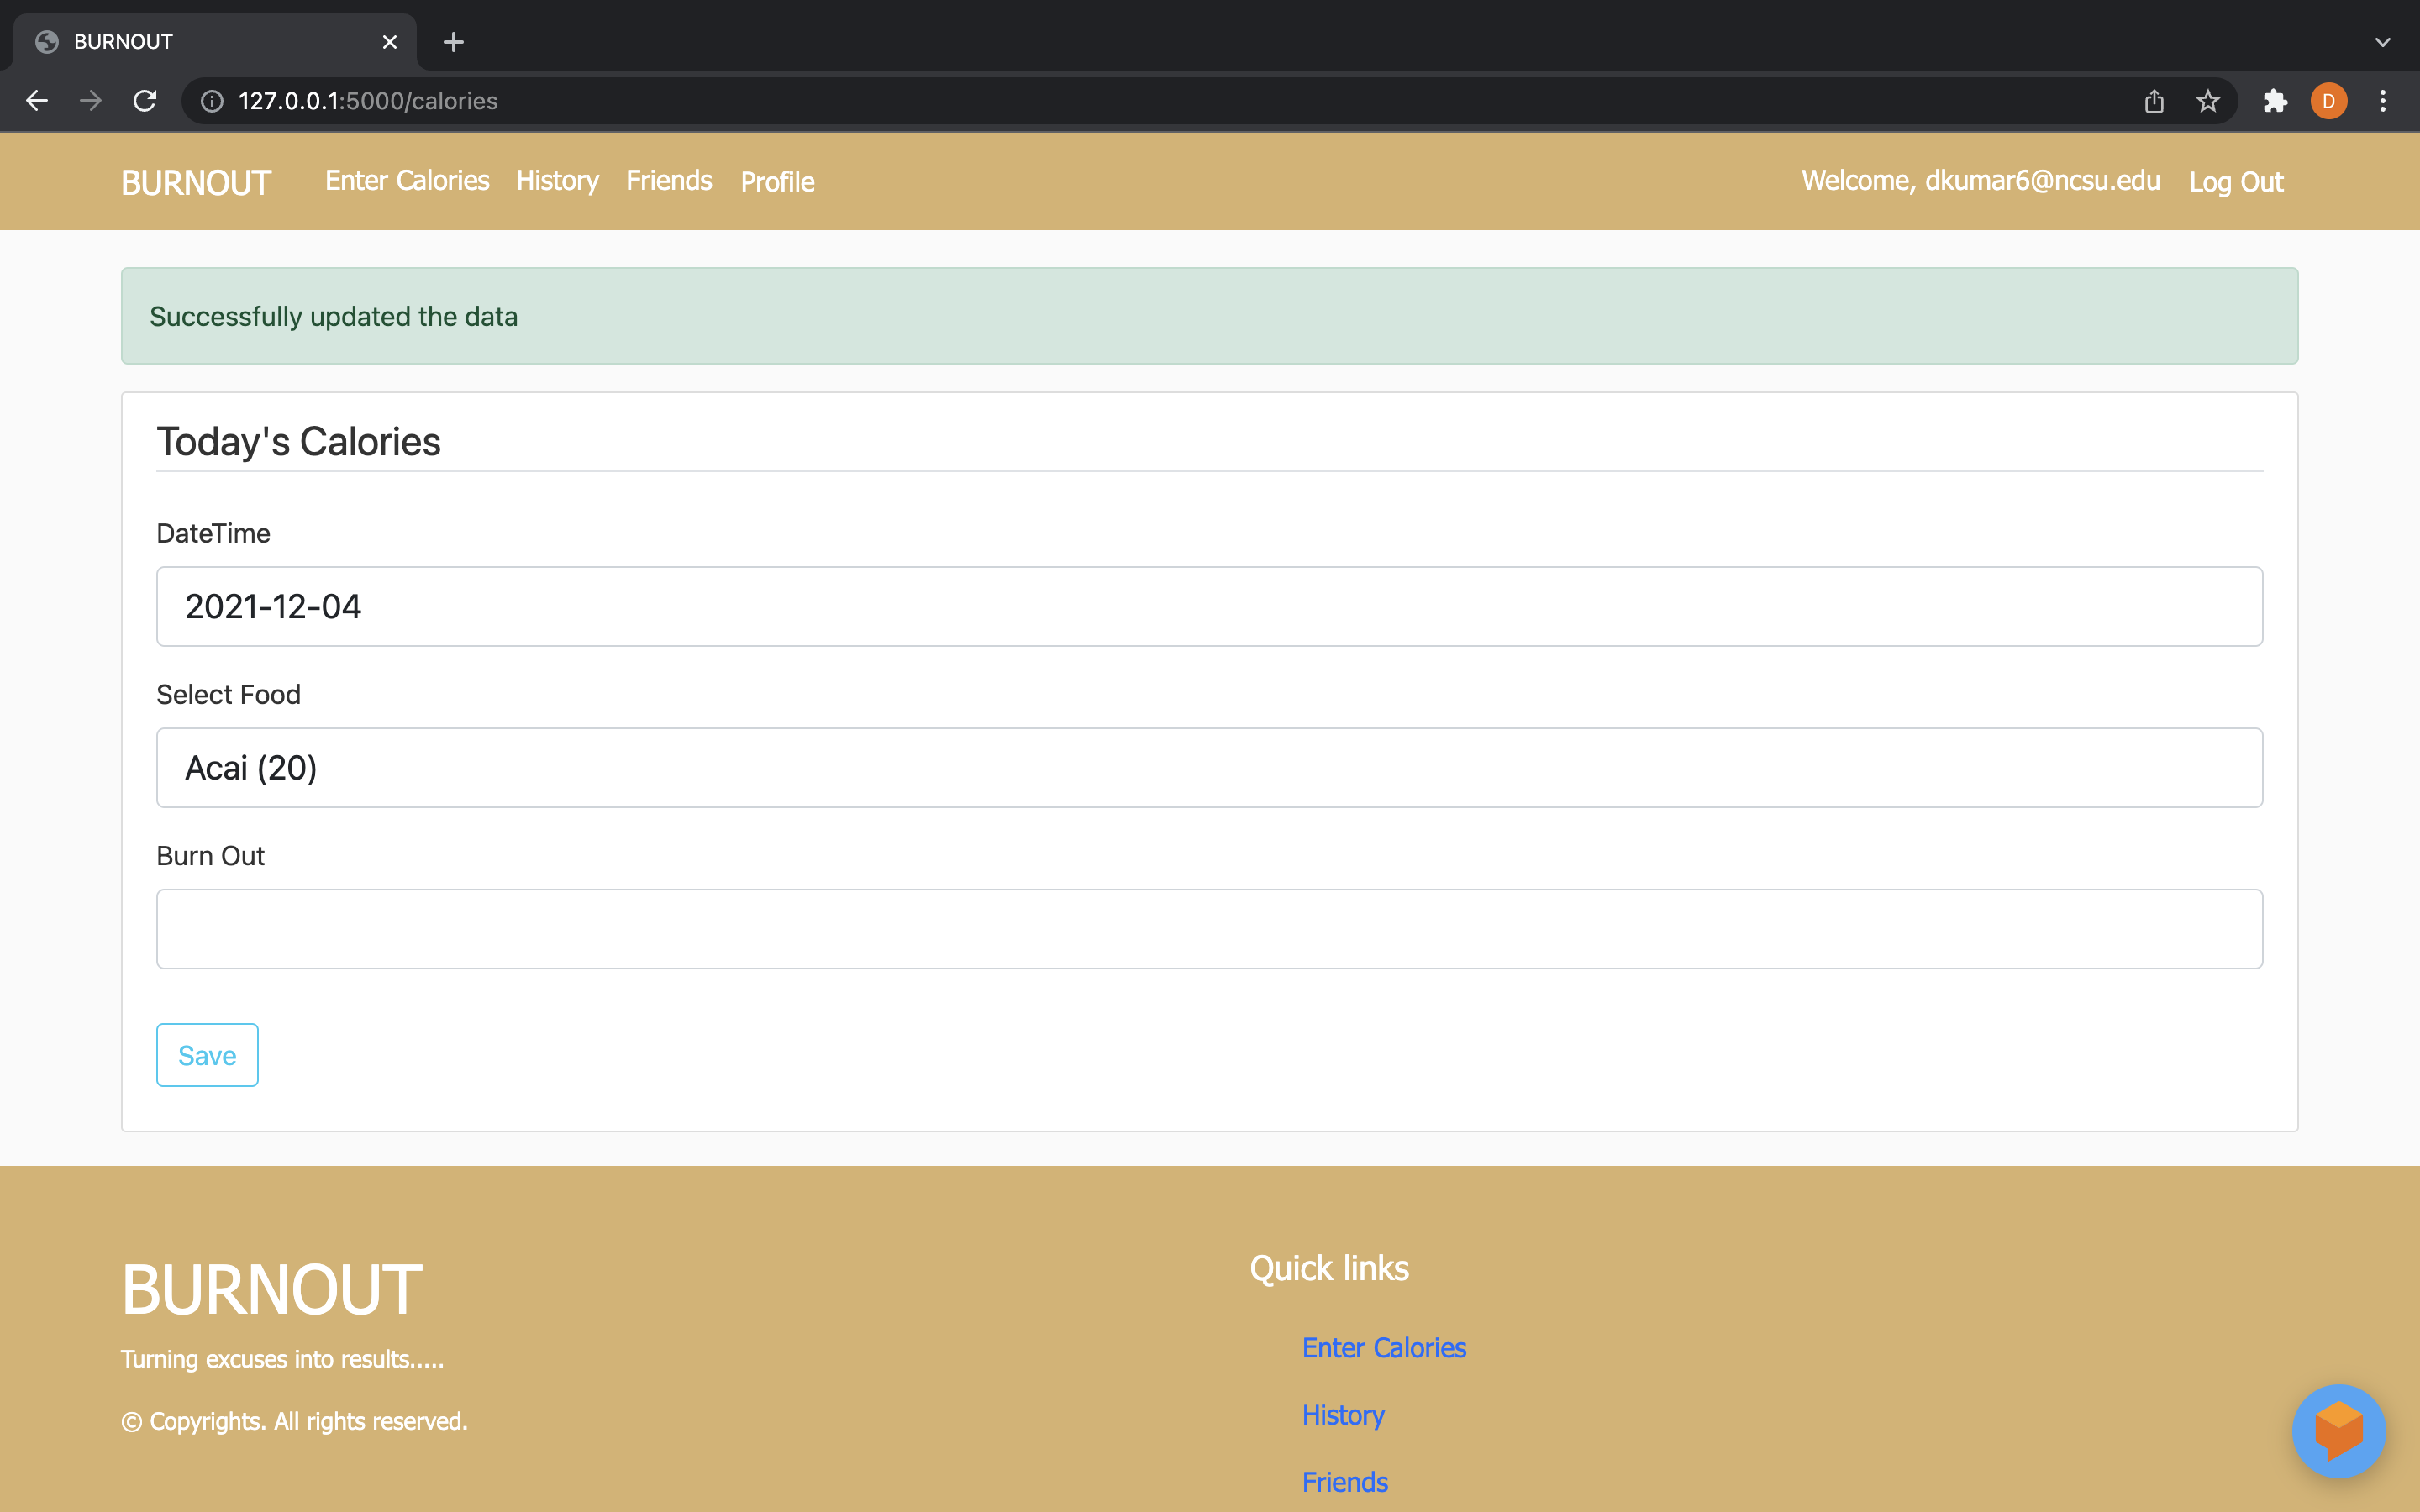 BURNOUT
127.0.0.1:5000/calories
D
BURNOUT Enter Calories History Friends Profile Welcome, dkumar6@ncsu.edu Log Out
Successfully updated the data
Today's Calories
DateTime
2021-12-04
Select Food
Acai (20)
Burn Out
Save
BURNOUT
Turning excuses into results.....
© Copyrights. All rights reserved.
Quick links
Enter Calories
History
Friends